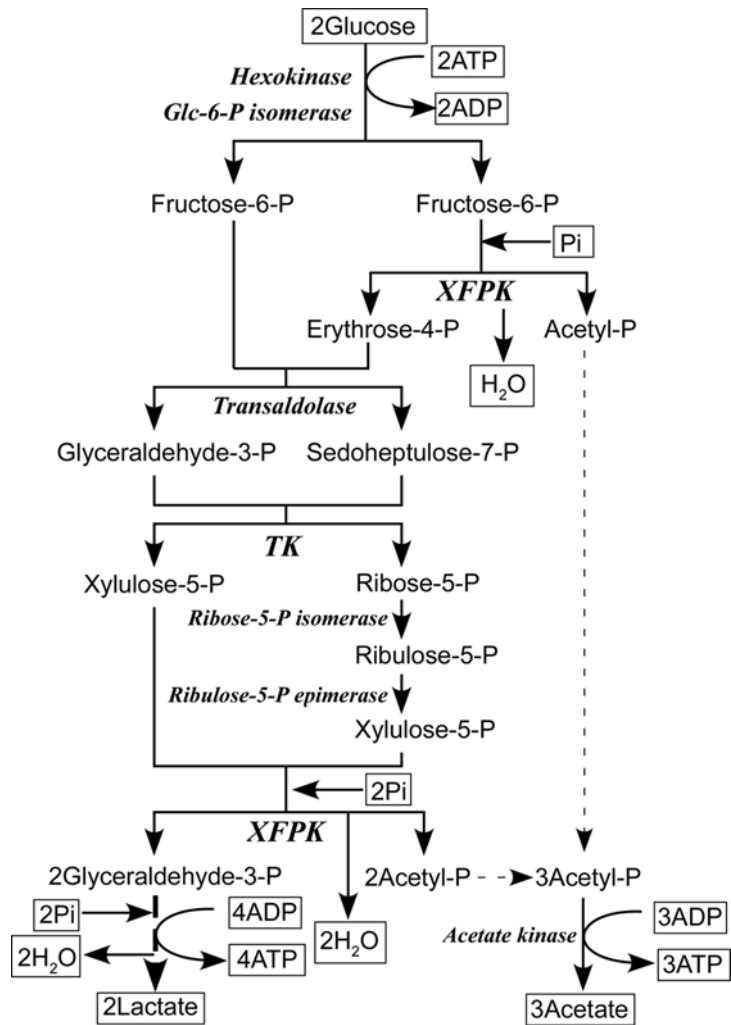 2Glucose
2ATP
Hexokinase
Glc-6-P isomerase
2ADP
Fructose-6-P
Fructose-6-P
Pi
XFPK
Erythrose-4-P
Acetyl-P
H₂O
Transaldolase
Glyceraldehyde-3-P
Sedoheptulose-7-P
TK
Xylulose-5-P
Ribose-5-P
Ribose-5-P isomerase
Ribulose-5-P
Ribulose-5-P epimerase
Xylulose-5-P
2Pi
XFPK
2Glyceraldehyde-3-P
2Acetyl-P
3Acetyl-P
2Pi
4ADP
3ADP
2H₂O
4ATP
2H₂O
Acetate kinase
3ATP
2Lactate
3Acetate